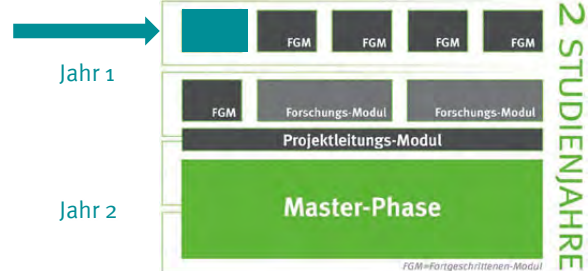 FGM FGM FGM FGM
Jahr 1
FGM Forschungs-Modul Forschungs-Modul
Projektleitungs-Modul
Jahr 2
Master-Phase
FGM=Fortgeschrittenen-Modul
2 STUDIENJAHRE